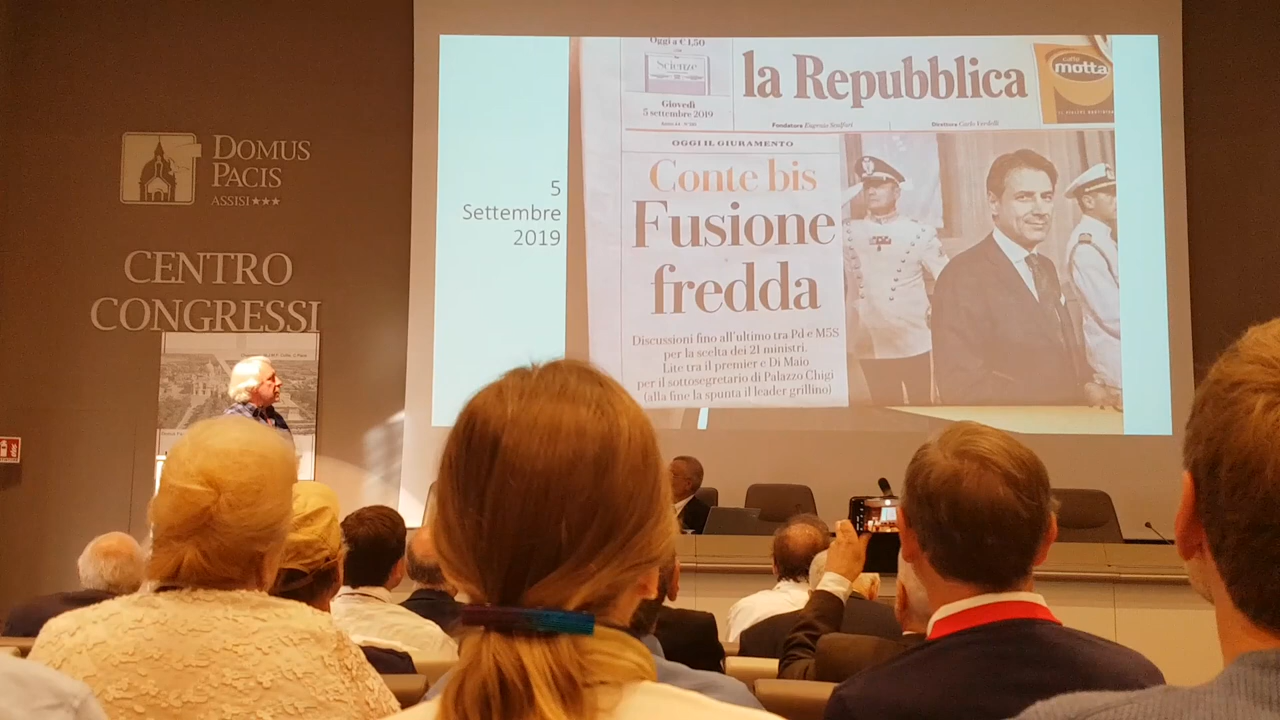 DOMUS
PACIS
ASSISI★★★
CENTRO
CONGRESSI
5
Settembre
2019
Oggi a € 1,50
Scienze
Giovedì
5 settembre 2019
la Repubblica
caffè
motta
Fondatore Eugenio Scalfari
Direttore Carlo Verdelli
OGGI IL GIURAMENTO
Conte bis
Fusione
fredda
Discussioni fino all'ultimo tra Pd e M5S
per la scelta dei 21 ministri.
Lite tra il premier e Di Maio
per il sottosegretario di Palazzo Chigi
(alla fine la spunta il leader grillino)